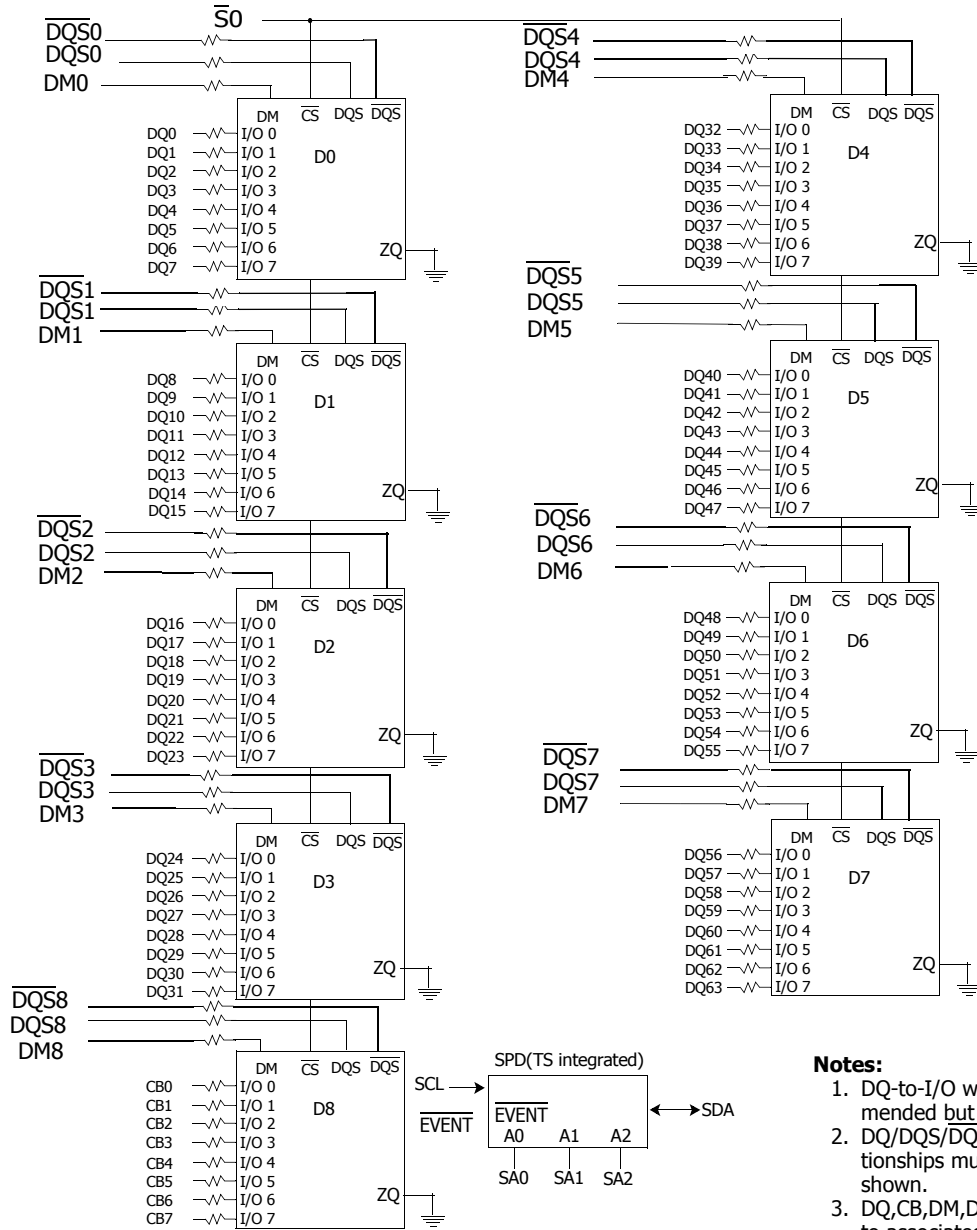 S̅0
D̅Q̅S̅0
DQS0
DM0
DM C̅S̅ DQS D̅Q̅S̅
D0
DQ0 I/O 0
DQ1 I/O 1
DQ2 I/O 2
DQ3 I/O 3
DQ4 I/O 4
DQ5 I/O 5
DQ6 I/O 6
DQ7 I/O 7
ZQ
D̅Q̅S̅1
DQS1
DM1
DM C̅S̅ DQS D̅Q̅S̅
D1
DQ8 I/O 0
DQ9 I/O 1
DQ10 I/O 2
DQ11 I/O 3
DQ12 I/O 4
DQ13 I/O 5
DQ14 I/O 6
DQ15 I/O 7
ZQ
D̅Q̅S̅2
DQS2
DM2
DM C̅S̅ DQS D̅Q̅S̅
D2
DQ16 I/O 0
DQ17 I/O 1
DQ18 I/O 2
DQ19 I/O 3
DQ20 I/O 4
DQ21 I/O 5
DQ22 I/O 6
DQ23 I/O 7
ZQ
D̅Q̅S̅3
DQS3
DM3
DM C̅S̅ DQS D̅Q̅S̅
D3
DQ24 I/O 0
DQ25 I/O 1
DQ26 I/O 2
DQ27 I/O 3
DQ28 I/O 4
DQ29 I/O 5
DQ30 I/O 6
DQ31 I/O 7
ZQ
D̅Q̅S̅8
DQS8
DM8
DM C̅S̅ DQS D̅Q̅S̅
D8
CB0 I/O 0
CB1 I/O 1
CB2 I/O 2
CB3 I/O 3
CB4 I/O 4
CB5 I/O 5
CB6 I/O 6
CB7 I/O 7
ZQ
D̅Q̅S̅4
DQS4
DM4
DM C̅S̅ DQS D̅Q̅S̅
D4
DQ32 I/O 0
DQ33 I/O 1
DQ34 I/O 2
DQ35 I/O 3
DQ36 I/O 4
DQ37 I/O 5
DQ38 I/O 6
DQ39 I/O 7
ZQ
D̅Q̅S̅5
DQS5
DM5
DM C̅S̅ DQS D̅Q̅S̅
D5
DQ40 I/O 0
DQ41 I/O 1
DQ42 I/O 2
DQ43 I/O 3
DQ44 I/O 4
DQ45 I/O 5
DQ46 I/O 6
DQ47 I/O 7
ZQ
D̅Q̅S̅6
DQS6
DM6
DM C̅S̅ DQS D̅Q̅S̅
D6
DQ48 I/O 0
DQ49 I/O 1
DQ50 I/O 2
DQ51 I/O 3
DQ52 I/O 4
DQ53 I/O 5
DQ54 I/O 6
DQ55 I/O 7
ZQ
D̅Q̅S̅7
DQS7
DM7
DM C̅S̅ DQS D̅Q̅S̅
D7
DQ56 I/O 0
DQ57 I/O 1
DQ58 I/O 2
DQ59 I/O 3
DQ60 I/O 4
DQ61 I/O 5
DQ62 I/O 6
DQ63 I/O 7
ZQ
SPD(TS integrated)
SCL
SDA
E̅V̅E̅N̅T̅ E̅V̅E̅N̅T̅
A0 A1 A2
SA0 SA1 SA2
Notes:
1. DQ-to-I/O w
mended but
2. DQ/DQS/D̅Q̅
tionships mu
shown.
3. DQ,CB,DM,D